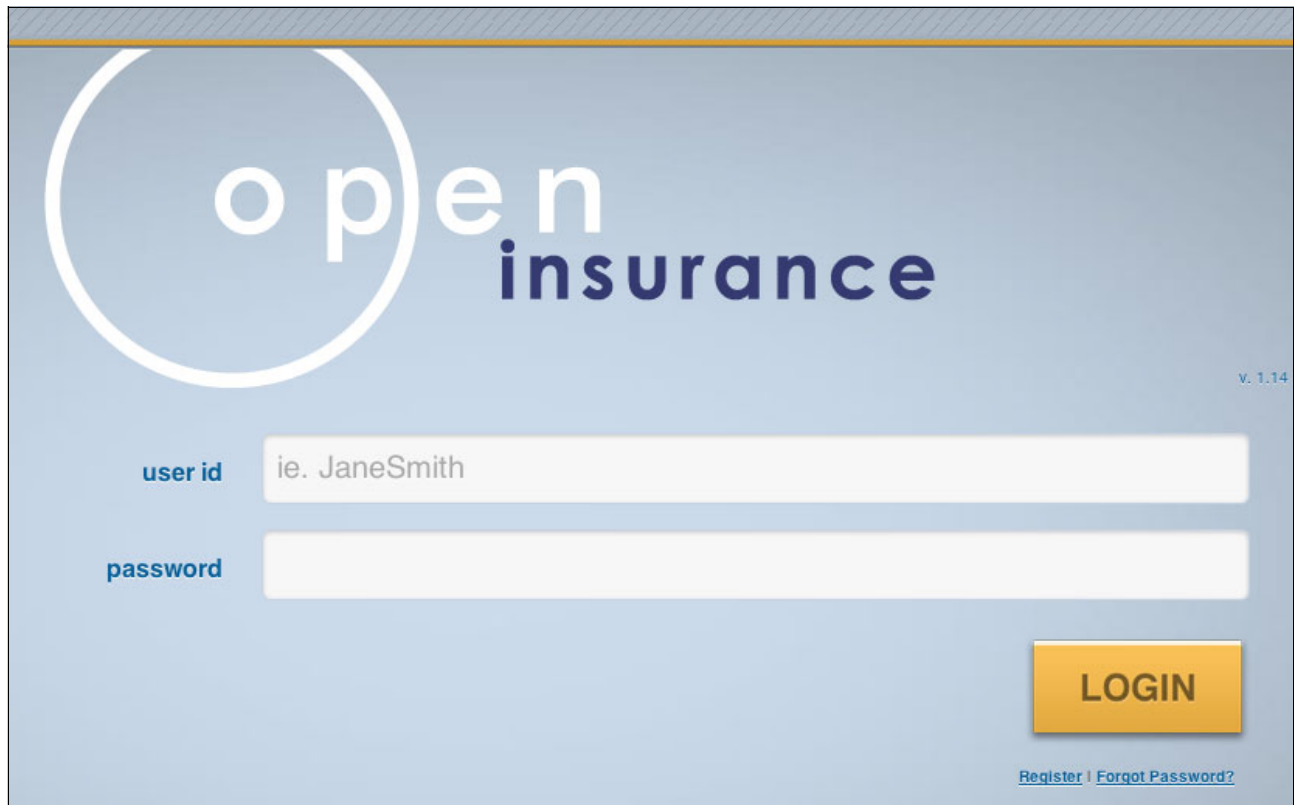 open
insurance
v. 1.14
user id
ie. JaneSmith
password
LOGIN
Register | Forgot Password?